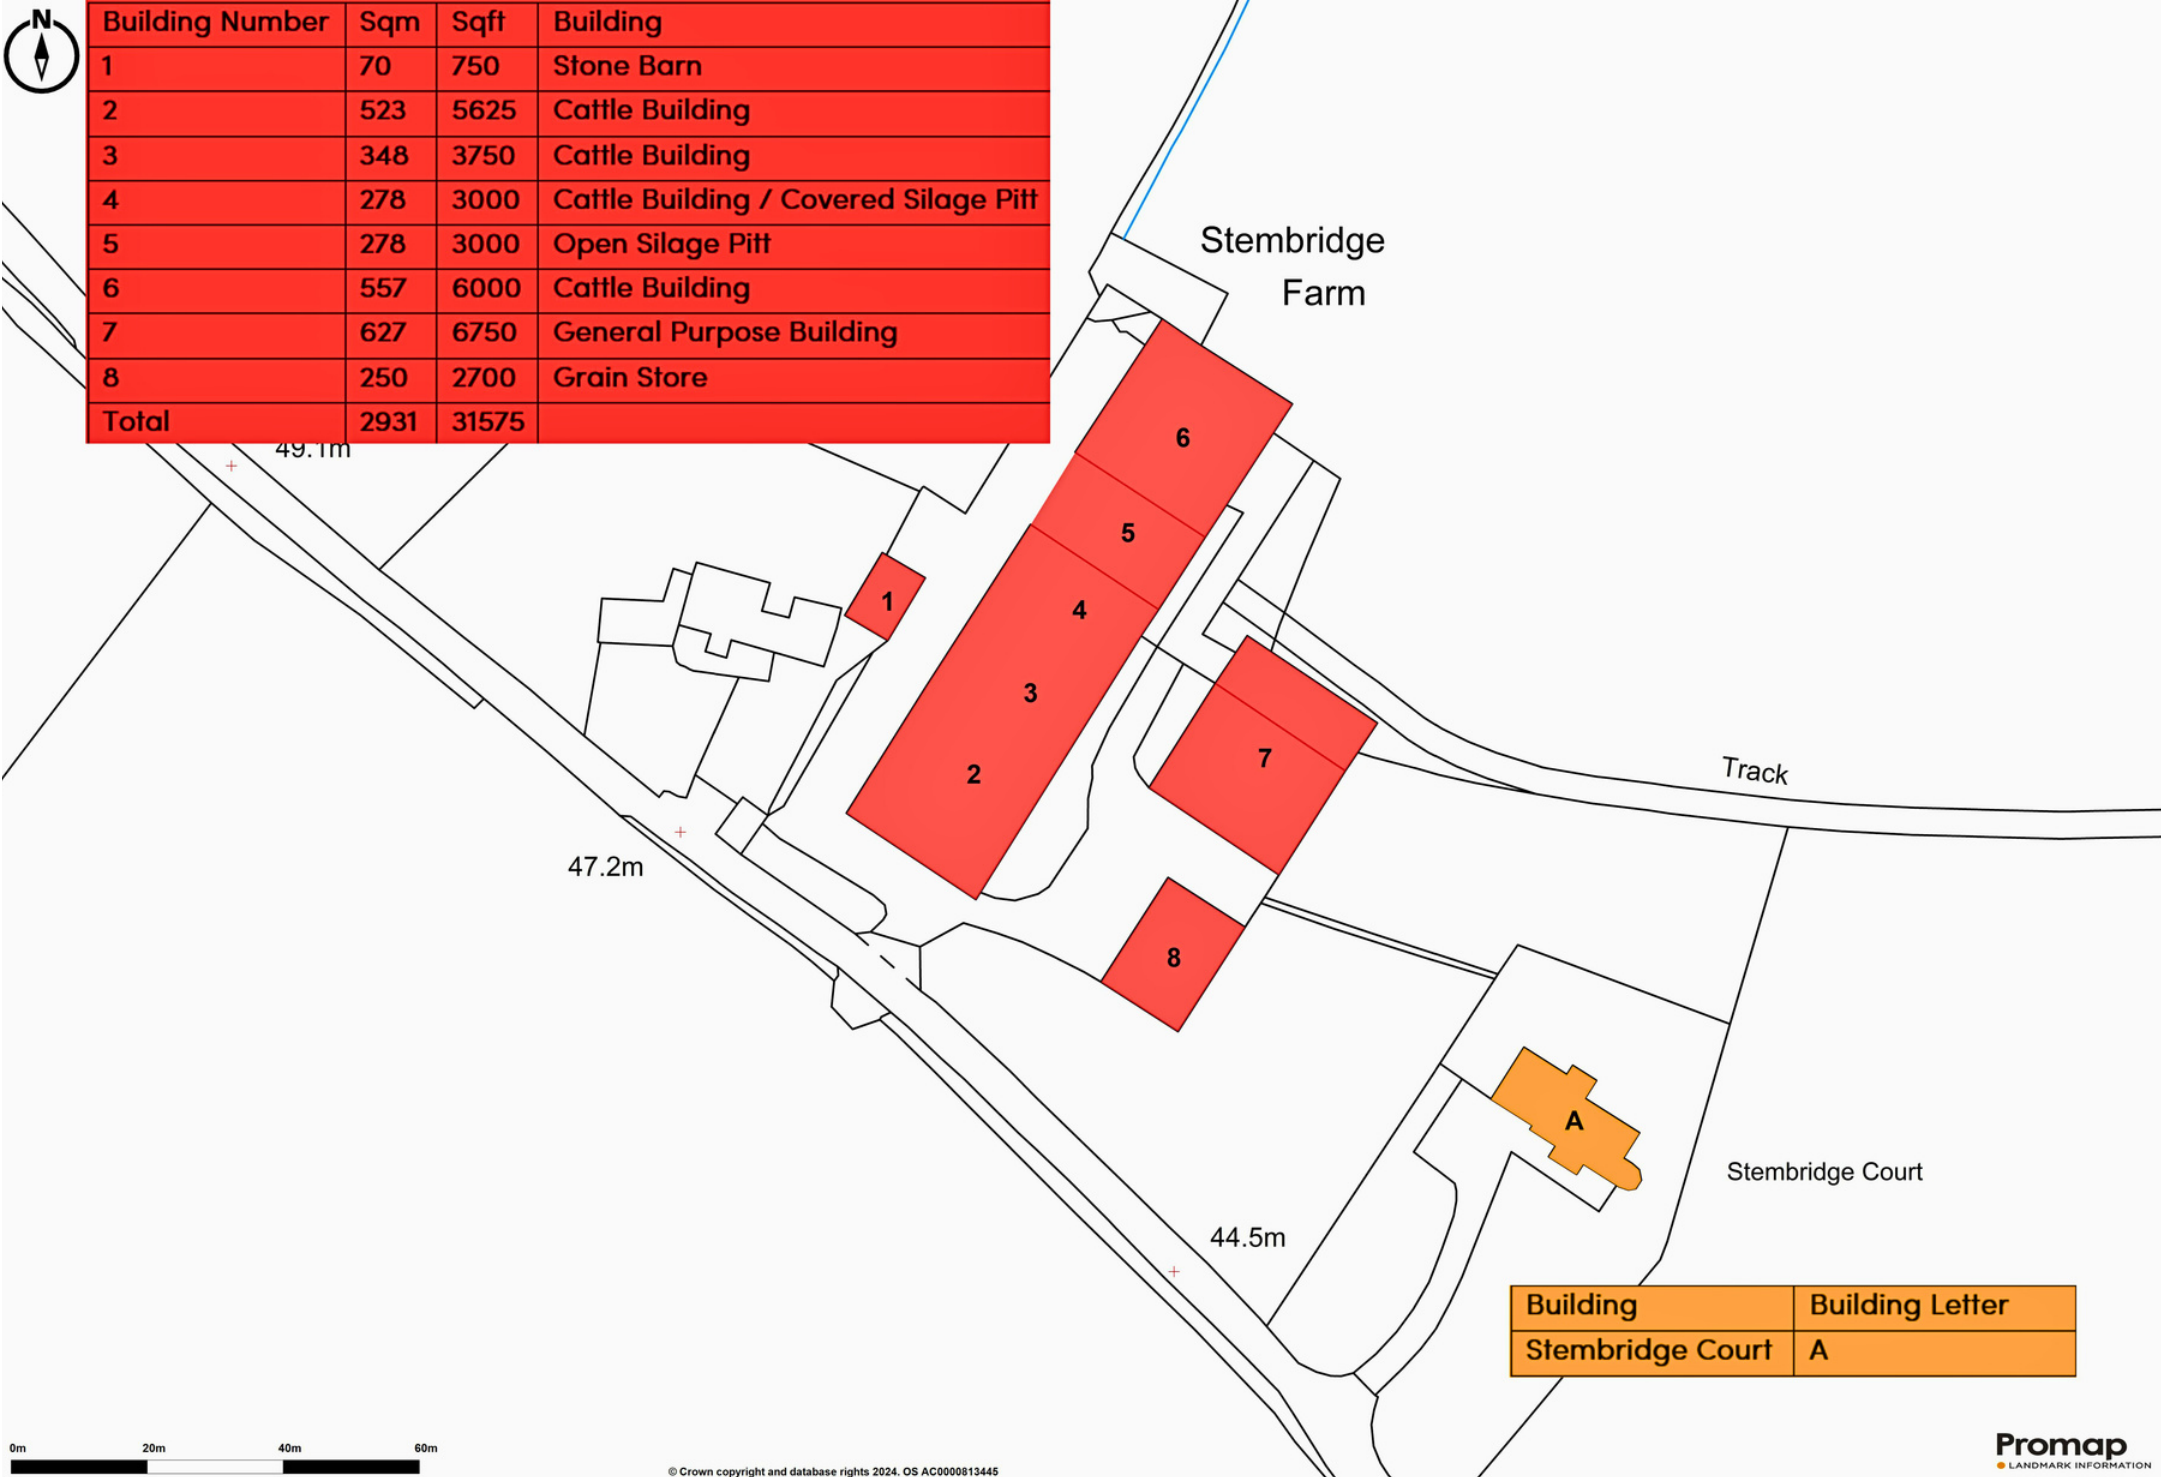 N
Building Number Sqm Sqft Building
1 70 750 Stone Barn
2 523 5625 Cattle Building
3 348 3750 Cattle Building
4 278 3000 Cattle Building / Covered Silage Pitt
5 278 3000 Open Silage Pitt
6 557 6000 Cattle Building
7 627 6750 General Purpose Building
8 250 2700 Grain Store
Total 2931 31575
Stembridge
Farm
49.1m
6
5
1
4
3
7
2
Track
47.2m
8
A
Stembridge Court
44.5m
Building Building Letter
Stembridge Court A
0m 20m 40m 60m
© Crown copyright and database rights 2024. OS AC0000813445
Promap
LANDMARK INFORMATION